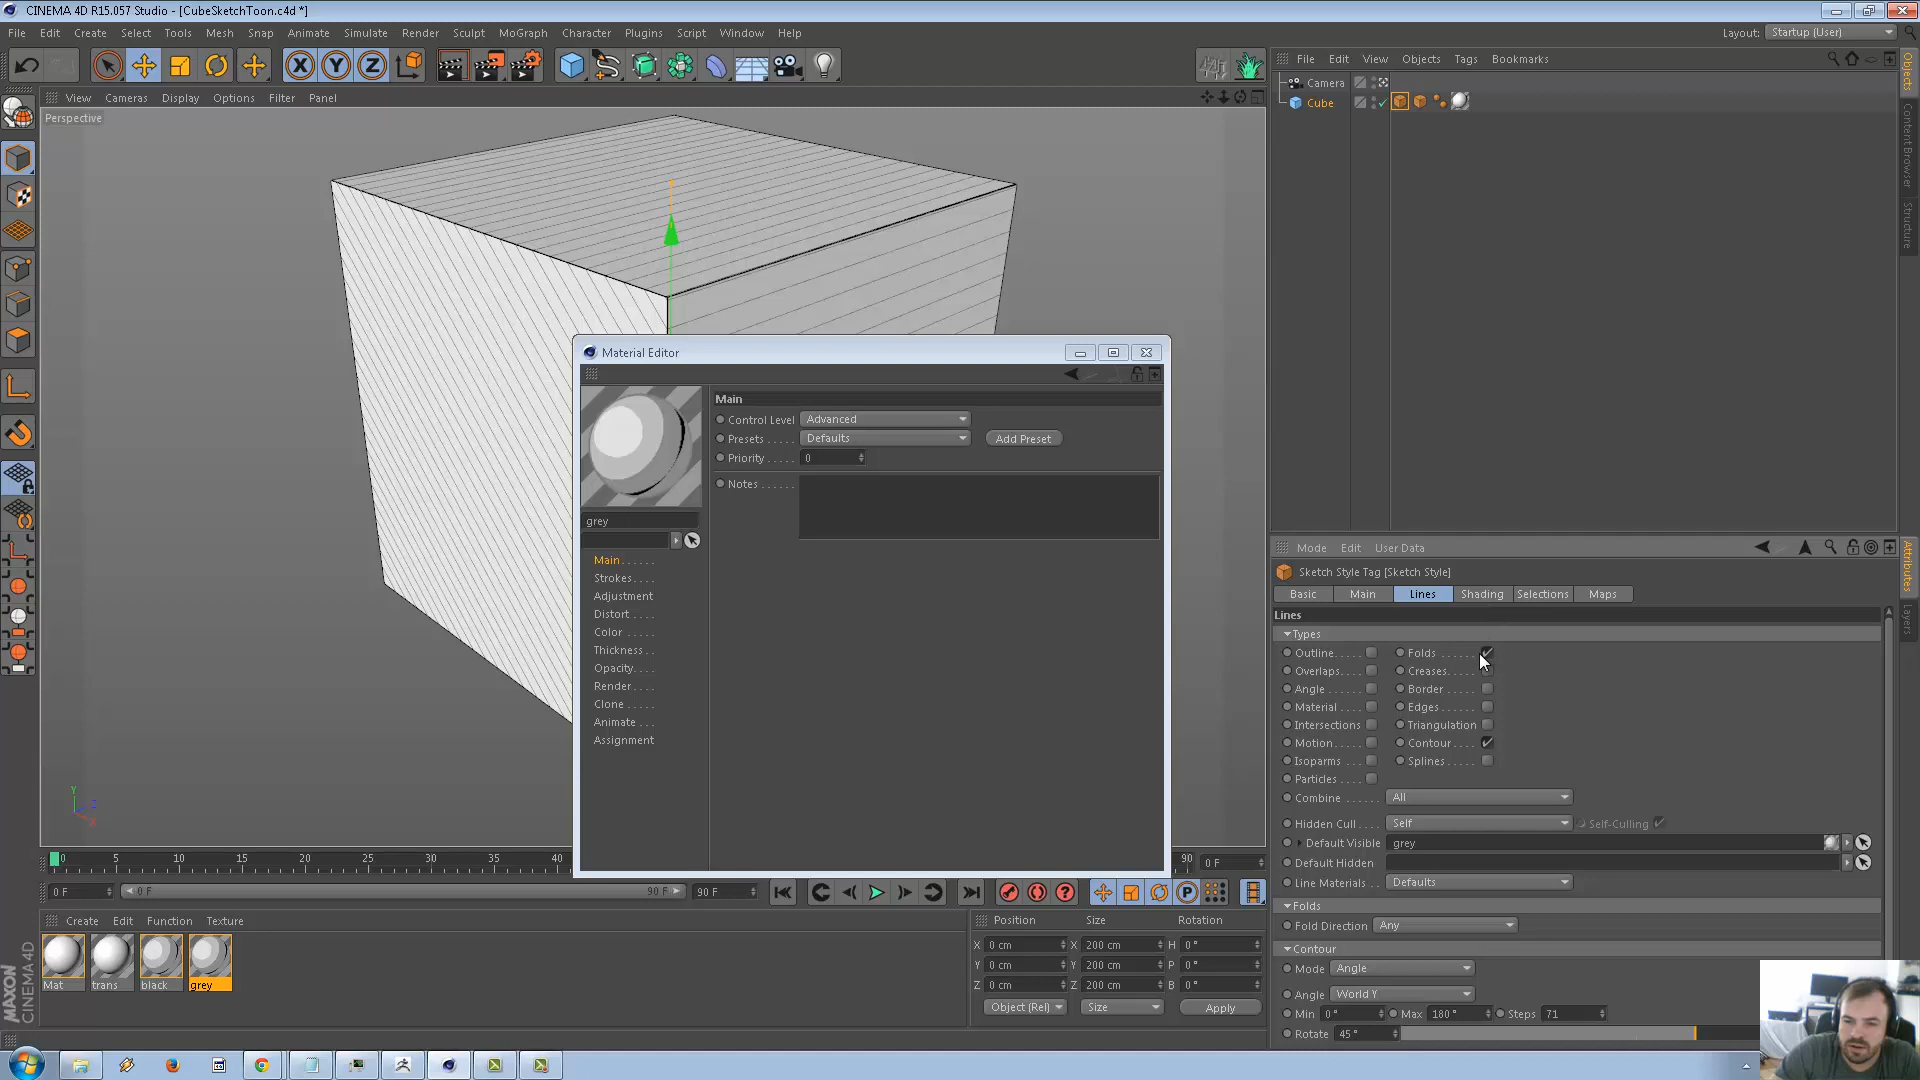 CINEMA 4D R15.057 Studio - [CubeSketchToon.c4d *]
File Edit Create Select Tools Mesh Snap Animate Simulate Render Sculpt MoGraph Character Plugins Script Window Help
Layout: Startup (User)
X Y Z
File Edit View Objects Tags Bookmarks
View Cameras Display Options Filter Panel
Perspective
Camera
Cube
Objects
Content Browser
Structure
Material Editor
Main
Control Level Advanced
Presets . . . . . Defaults Add Preset
Priority . . . . . 0
Notes . . . . . .
grey
Main . . . . . .
Strokes . . . .
Adjustment
Distort . . . . .
Color . . . . . .
Thickness . .
Opacity. . . .
Render . . . .
Clone . . . . .
Animate . . .
Assignment
Mode Edit User Data
Attributes
Layers
Sketch Style Tag [Sketch Style]
Basic Main Lines Shading Selections Maps
Lines
Types
Outline. . . . . Folds . . . . . .
Overlaps. . . . Creases. . . . .
Angle . . . . . . Border . . . . .
Material . . . . Edges . . . . . .
Intersections Triangulation
Motion. . . . . Contour . . . .
Isoparms . . . Splines . . . . .
Particles . . . .
Combine . . . . . . All
Hidden Cull . . . . Self Self-Culling
Default Visible grey
Default Hidden
Line Materials . . Defaults
Folds
Fold Direction Any
Contour
Mode Angle
Angle World Y
Min 0 ° Max 180 ° Steps 71
Rotate 45 °
Y
Z
X
0 5 10 15 20 25 30 35 40 90 0 F
0 F 0 F 90 F 90 F
P
Create Edit Function Texture
Mat trans black grey
Position Size Rotation
X 0 cm X 200 cm H 0 °
Y 0 cm Y 200 cm P 0 °
Z 0 cm Z 200 cm B 0 °
Object (Rel) Size Apply
MAXON
CINEMA 4D